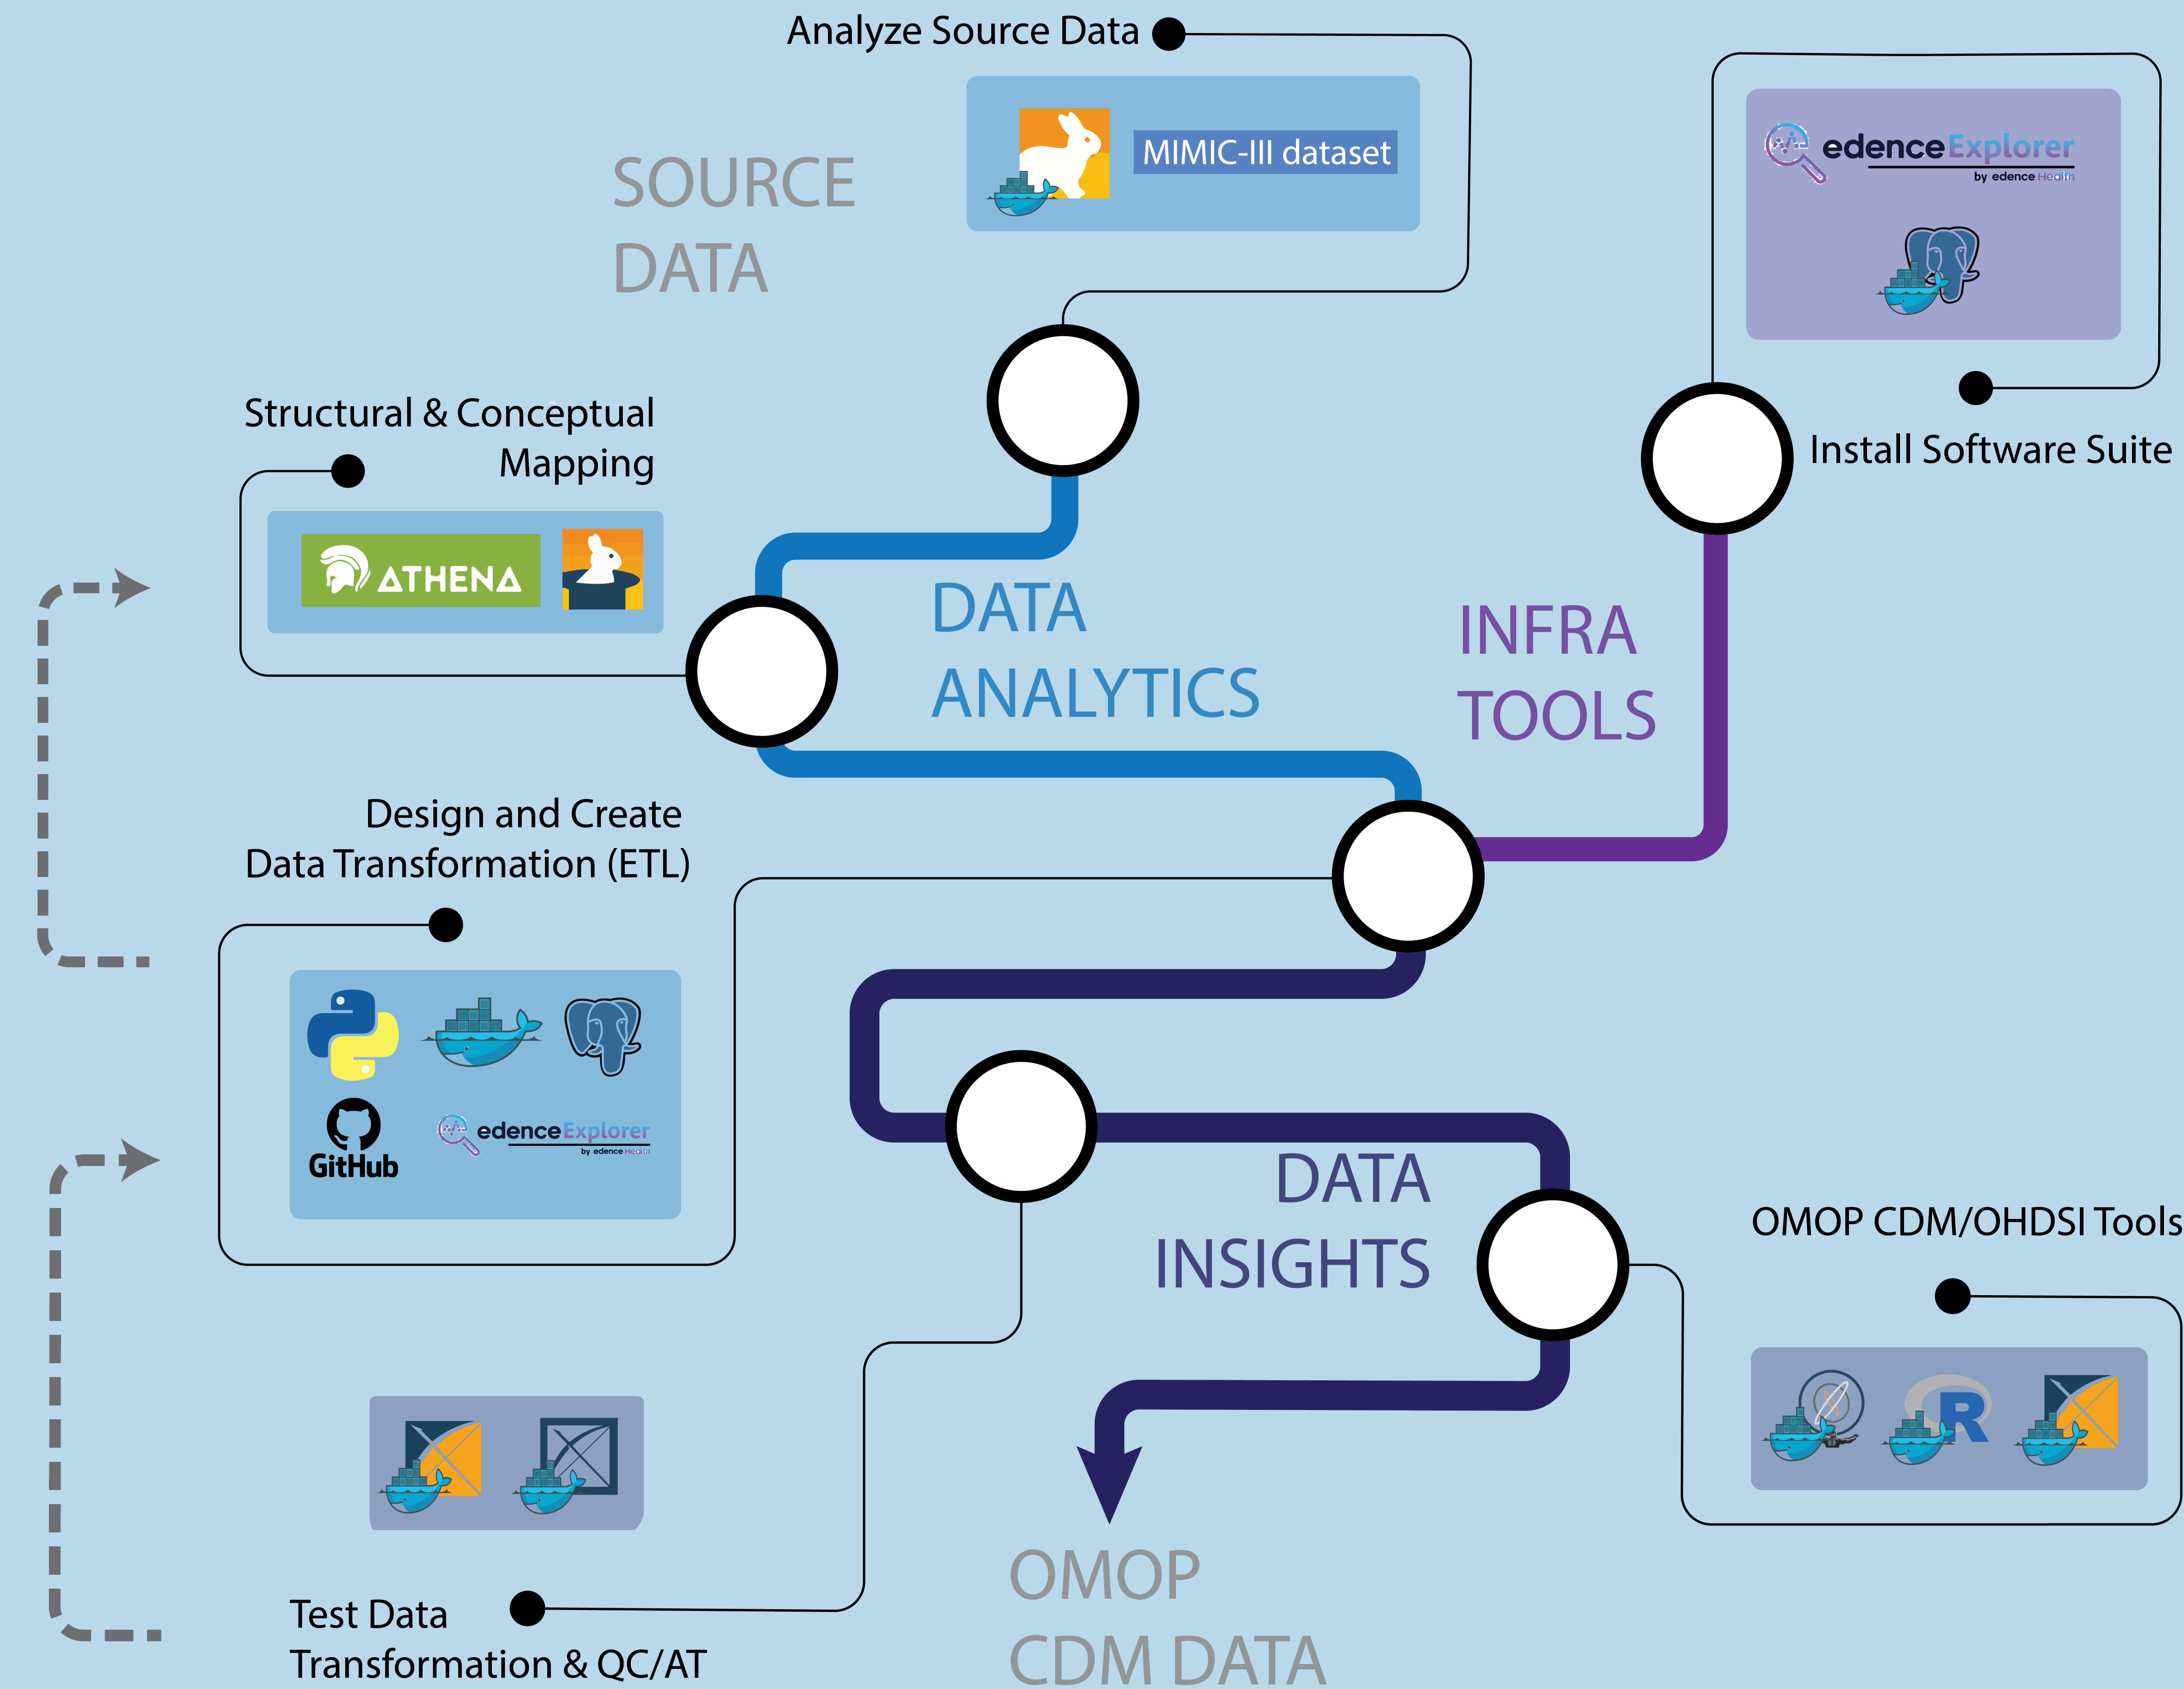 Analyze Source Data
MIMIC-III dataset
SOURCE
DATA
edenceExplorer
by edence Health
Install Software Suite
Structural & Conceptual
Mapping
ATHENA
DATA
ANALYTICS
INFRA
TOOLS
Design and Create
Data Transformation (ETL)
GitHub
edenceExplorer
by edence Health
DATA
INSIGHTS
OMOP CDM/OHDSI Tools
R
Test Data
Transformation & QC/AT
OMOP
CDM DATA